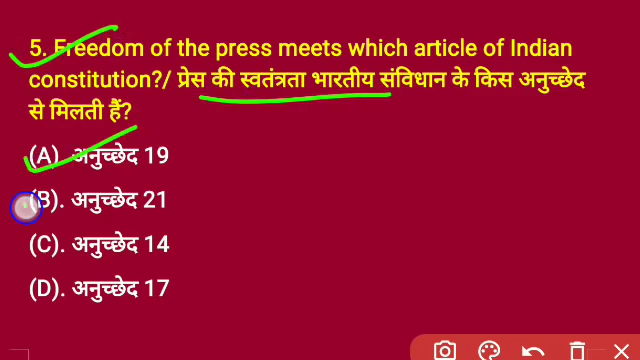 5. Freedom of the press meets which article of Indian
constitution?/ प्रेस की स्वतंत्रता भारतीय संविधान के किस अनुच्छेद
से मिलती हैं?
(A). अनुच्छेद 19
(B). अनुच्छेद 21
(C). अनुच्छेद 14
(D). अनुच्छेद 17